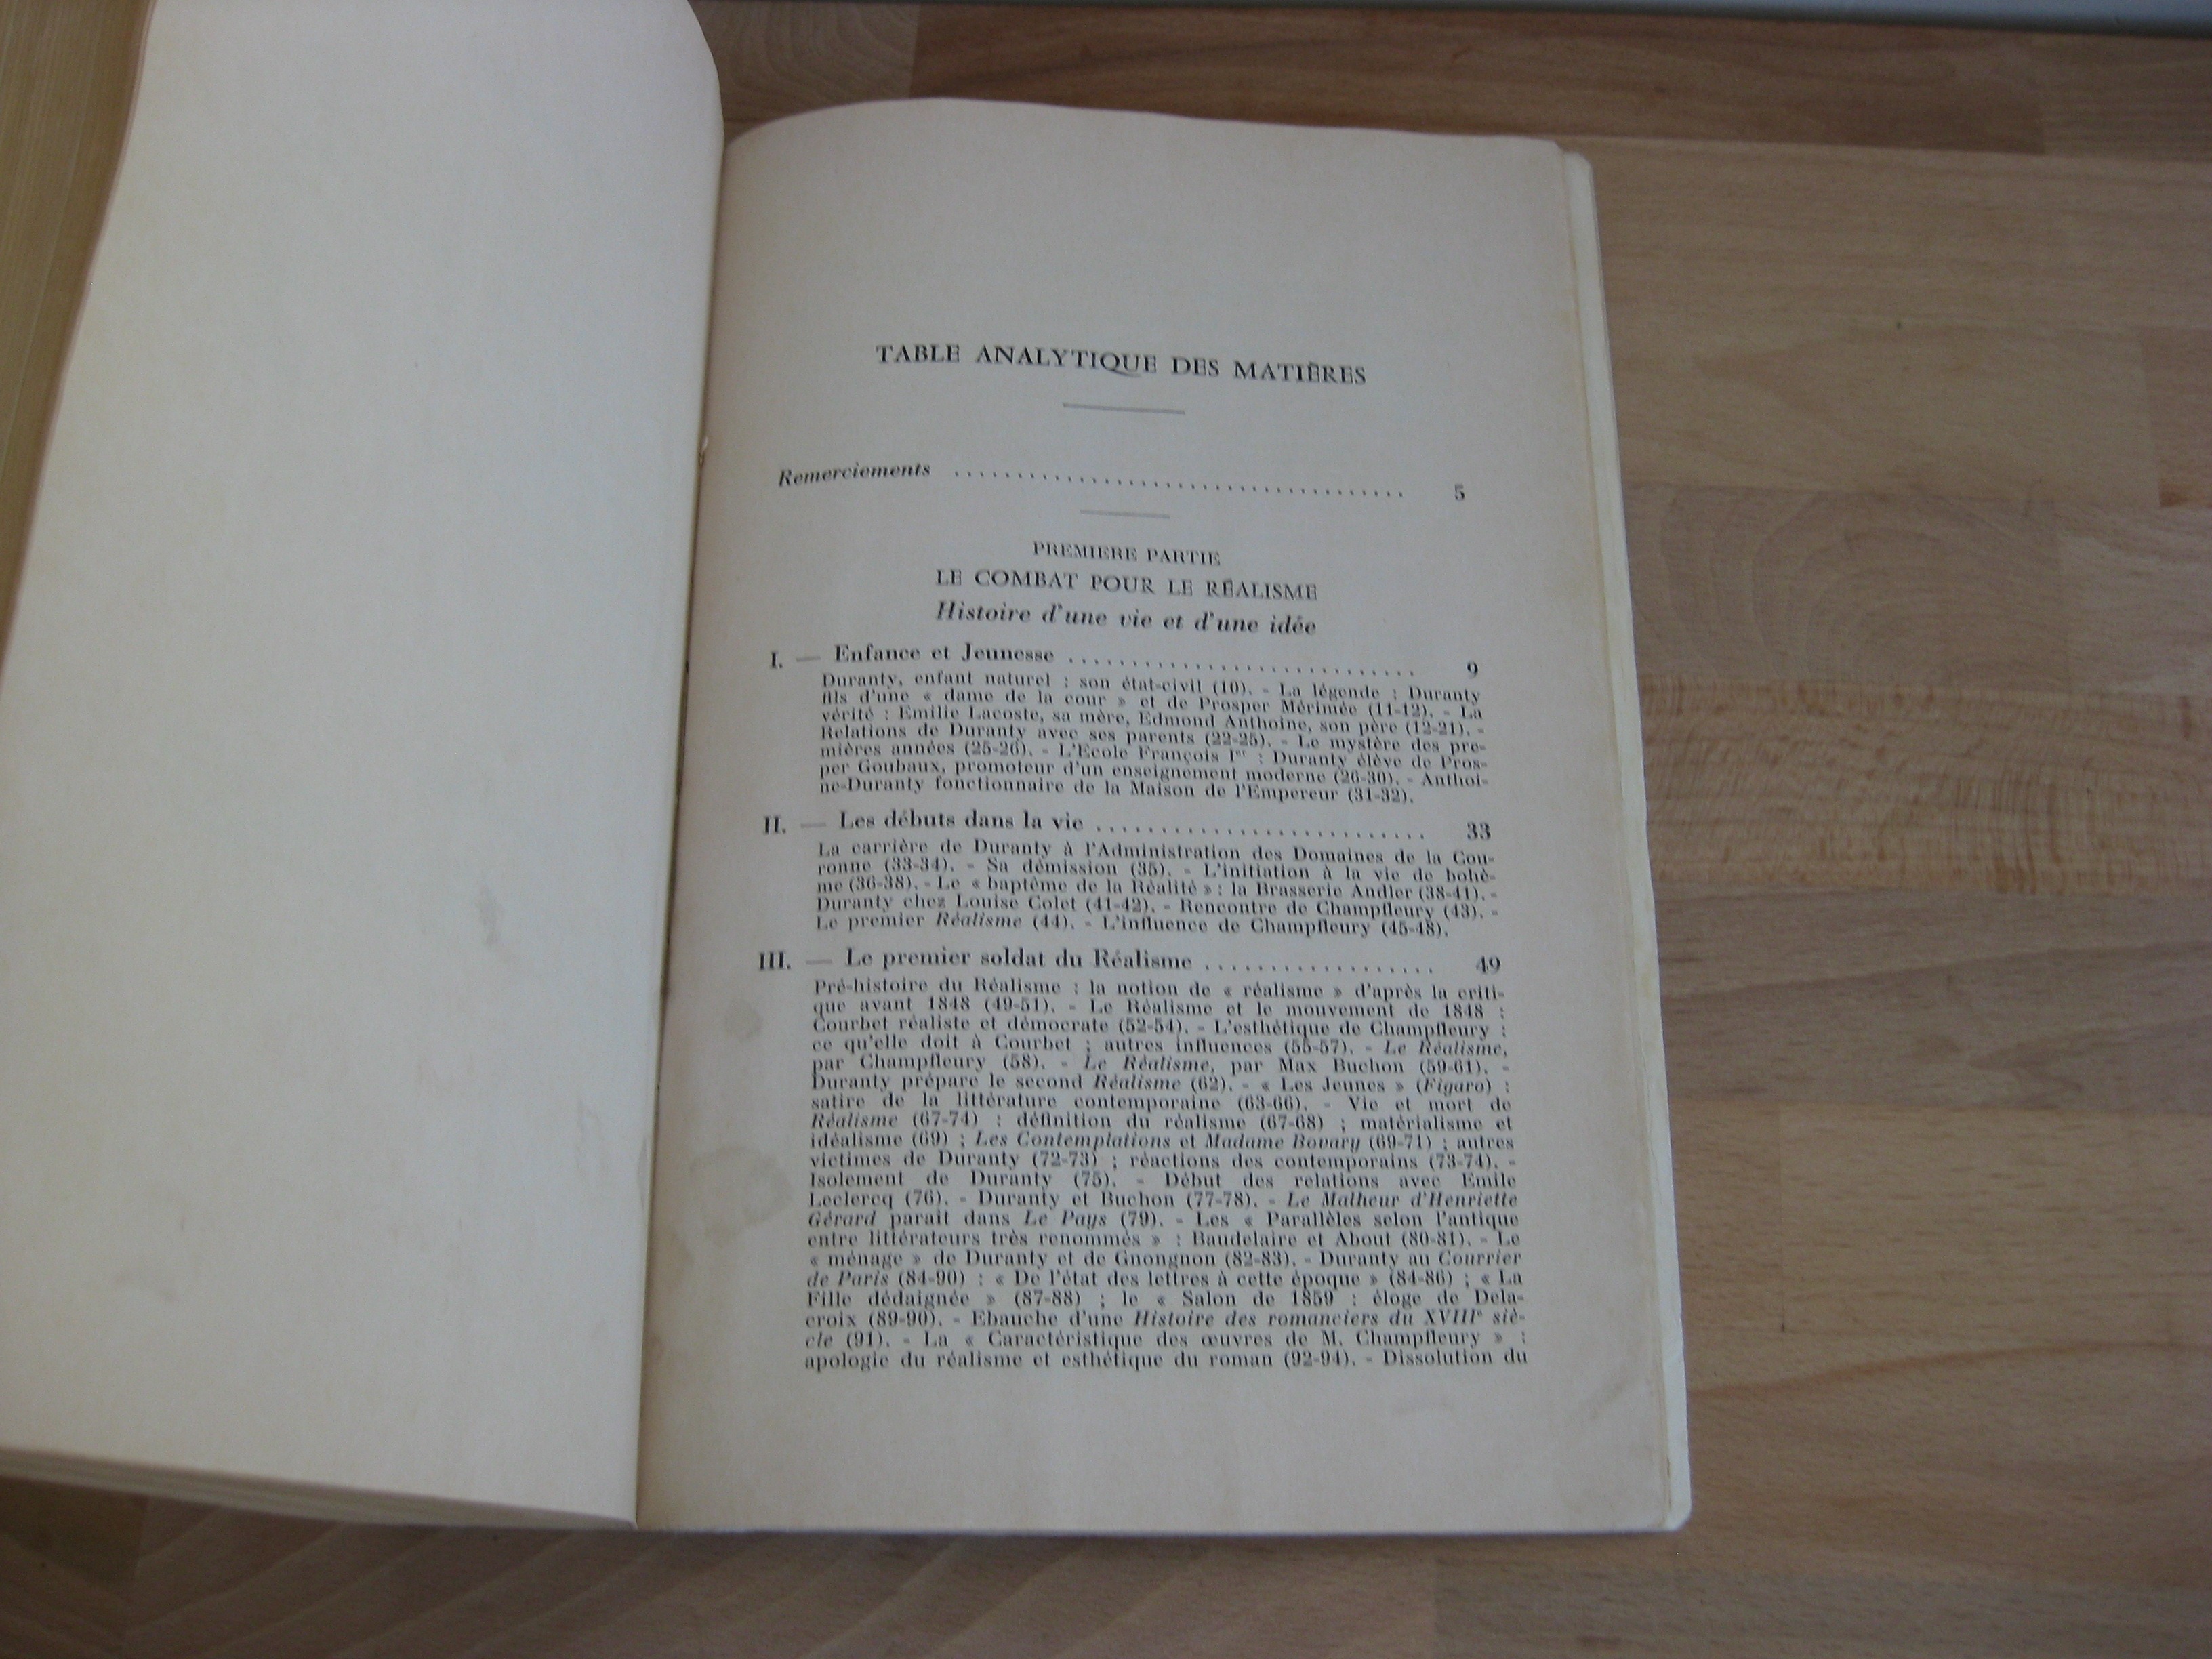 TABLE ANALYTIQUE DES MATIÈRES
Remerciements ..................................... 5
PREMIERE PARTIE
LE COMBAT POUR LE RÉALISME
Histoire d'une vie et d'une idée
I. — Enfance et Jeunesse ............................ 9
Duranty, enfant naturel : son état-civil (10). - La légende : Duranty
fils d'une « dame de la cour » et de Prosper Mérimée (11-12). - La
vérité : Emilie Lacoste, sa mère, Edmond Anthoine, son père (12-21). -
Relations de Duranty avec ses parents (22-25). - Le mystère des pre-
mières années (25-26). - L'Ecole François Ier : Duranty élève de Pros-
per Goubaux, promoteur d'un enseignement moderne (26-30). - Anthoi-
ne-Duranty fonctionnaire de la Maison de l'Empereur (31-32).
II. — Les débuts dans la vie .......................... 33
La carrière de Duranty à l'Administration des Domaines de la Cou-
ronne (33-34). - Sa démission (35). - L'initiation à la vie de bohè-
me (36-38). - Le « baptême de la Réalité » : la Brasserie Andler (38-41). -
Duranty chez Louise Colet (41-42). - Rencontre de Champfleury (43). -
Le premier Réalisme (44). - L'influence de Champfleury (45-48).
III. — Le premier soldat du Réalisme .................. 49
Pré-histoire du Réalisme : la notion de « réalisme » d'après la criti-
que avant 1848 (49-51). - Le Réalisme et le mouvement de 1848 :
Courbet réaliste et démocrate (52-54). - L'esthétique de Champfleury :
ce qu'elle doit à Courbet ; autres influences (55-57). - Le Réalisme,
par Champfleury (58). - Le Réalisme, par Max Buchon (59-61). -
Duranty prépare le second Réalisme (62). - « Les Jeunes » (Figaro) :
satire de la littérature contemporaine (63-66). - Vie et mort de
Réalisme (67-74) : définition du réalisme (67-68) ; matérialisme et
idéalisme (69) ; Les Contemplations et Madame Bovary (69-71) ; autres
victimes de Duranty (72-73) ; réactions des contemporains (73-74). -
Isolement de Duranty (75). - Début des relations avec Emile
Leclercq (76). - Duranty et Buchon (77-78). - Le Malheur d'Henriette
Gérard paraît dans Le Pays (79). - Les « Parallèles selon l'antique
entre littérateurs très renommés » : Baudelaire et About (80-81). - Le
« ménage » de Duranty et de Gnongnon (82-83). - Duranty au Courrier
de Paris (84-90) : « De l'état des lettres à cette époque » (84-86) ; « La
Fille dédaignée » (87-88) ; le « Salon de 1859 : éloge de Dela-
croix (89-90). - Ebauche d'une Histoire des romanciers du XVIIIe siè-
cle (91). - La « Caractéristique des œuvres de M. Champfleury » :
apologie du réalisme et esthétique du roman (92-94). - Dissolution du